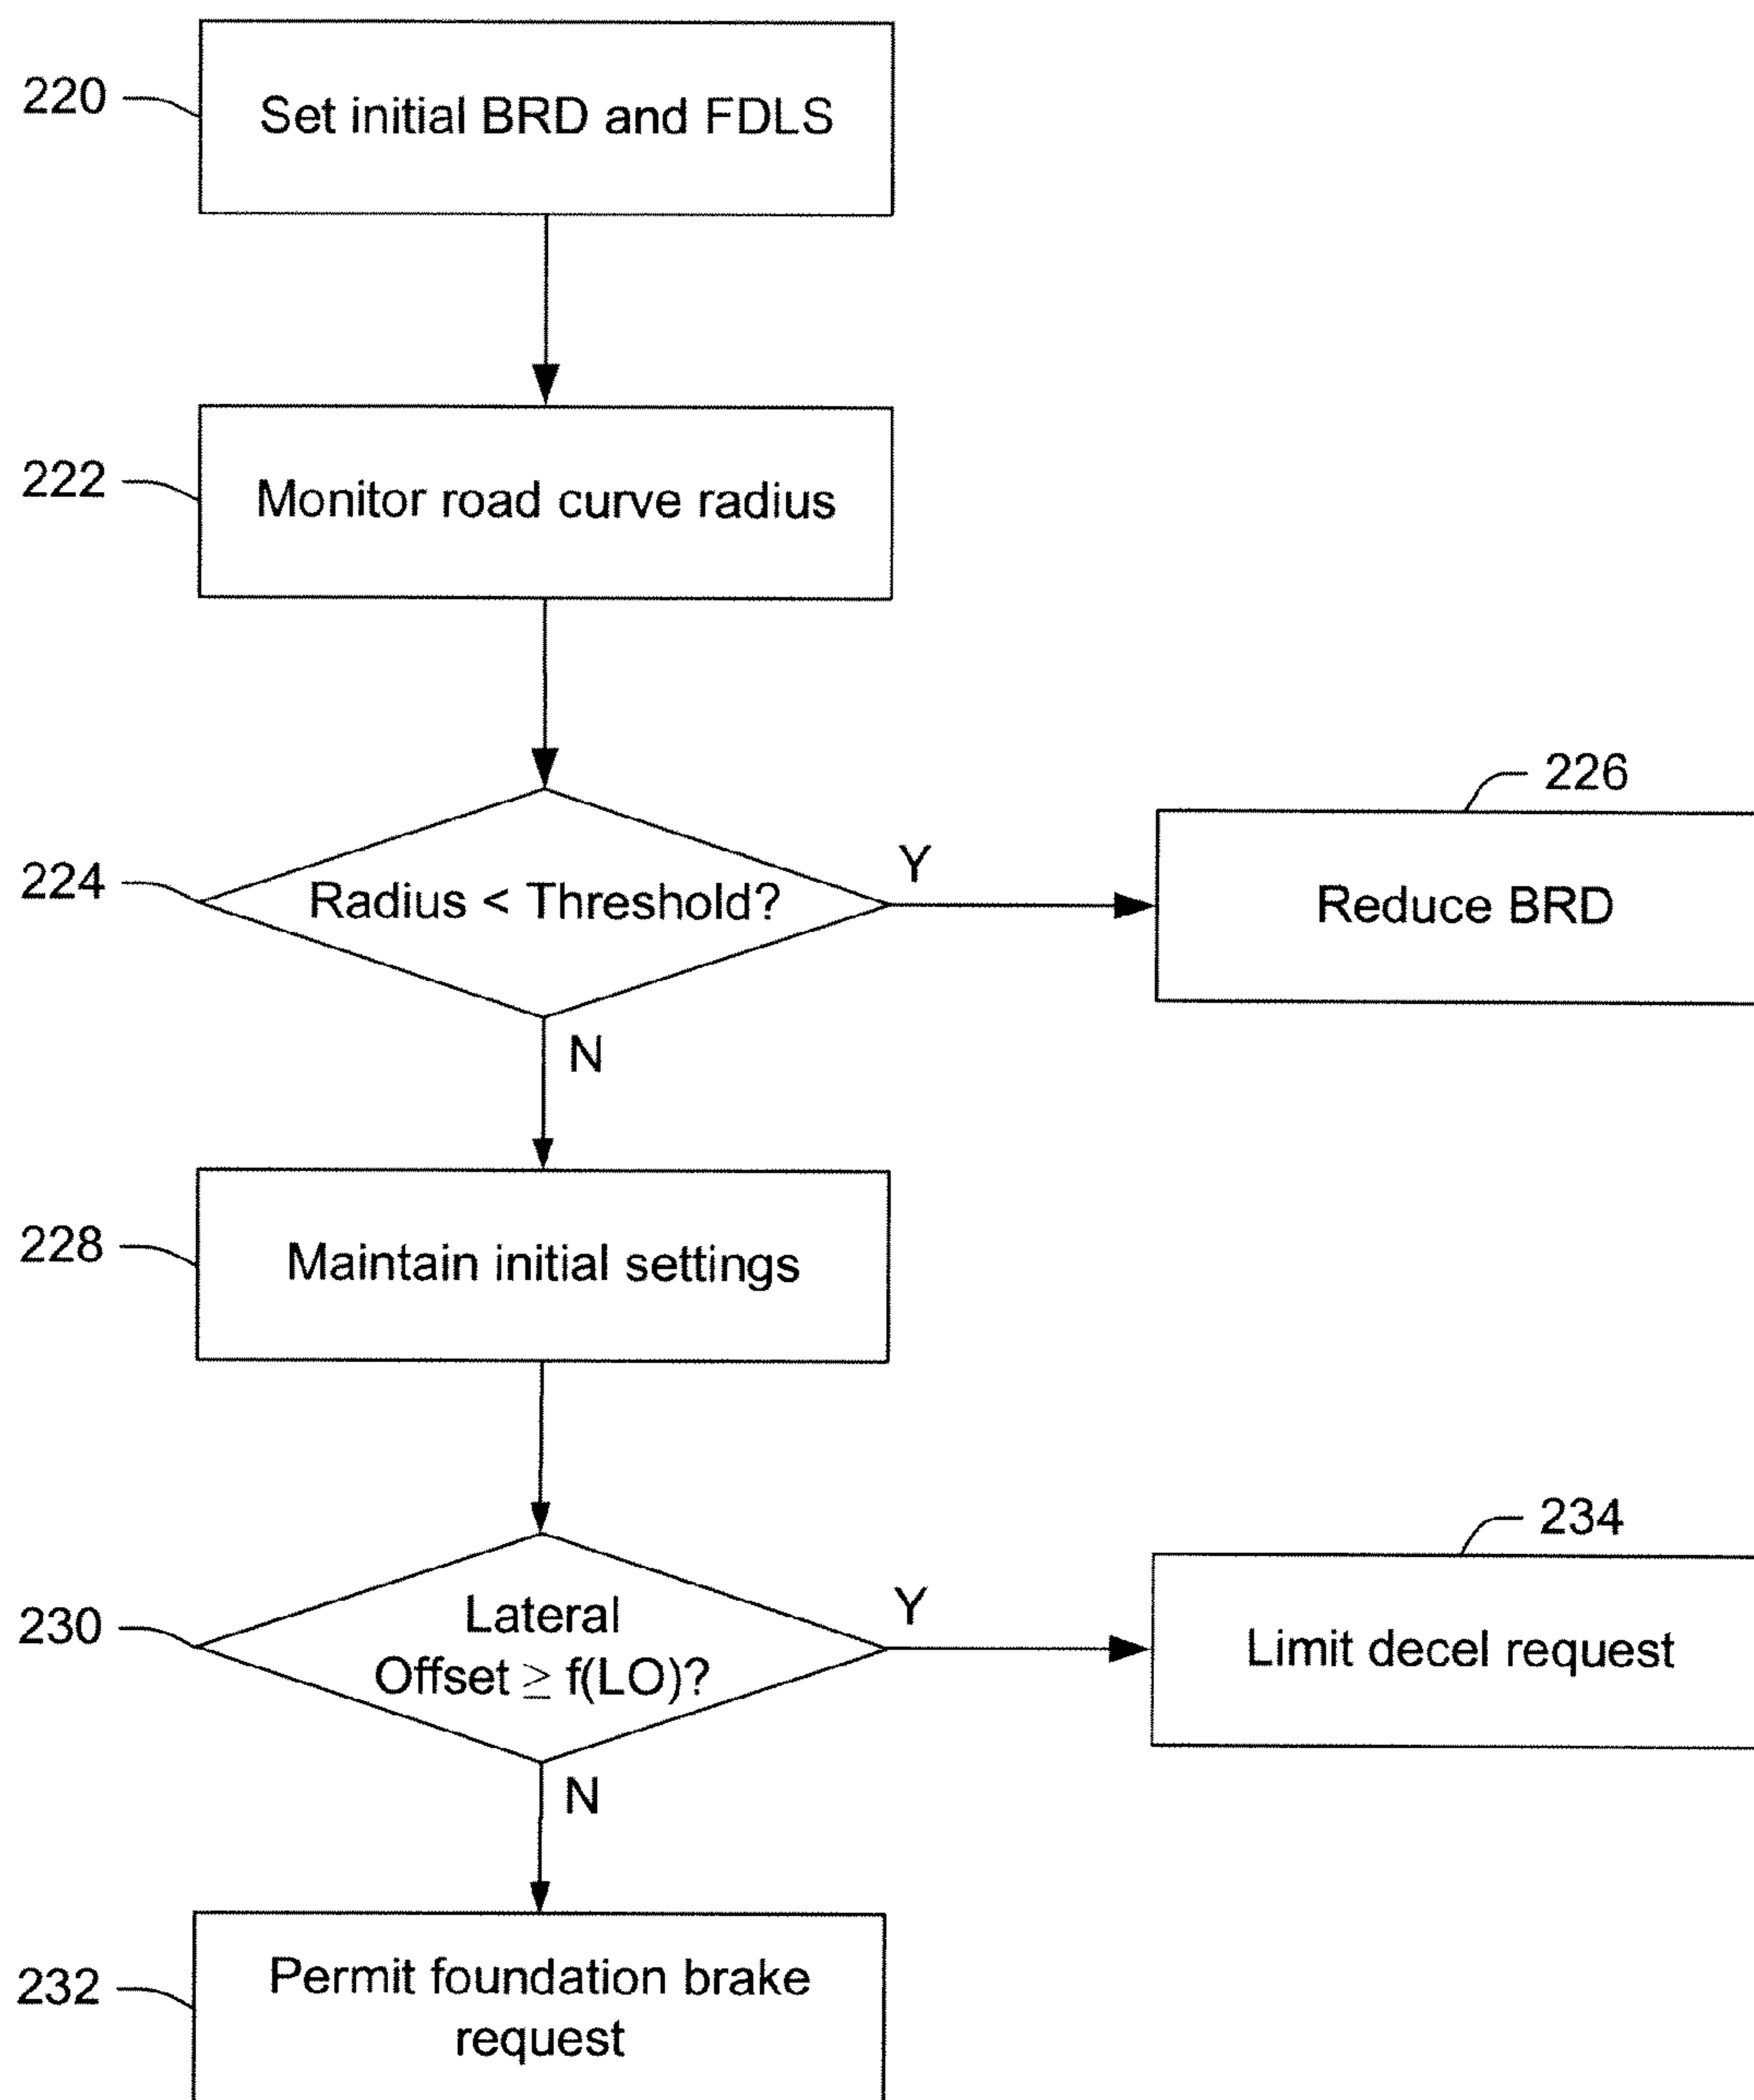 220
Set initial BRD and FDLS
222
Monitor road curve radius
224
Radius < Threshold?
Y
226
Reduce BRD
N
228
Maintain initial settings
230
Lateral
Offset ≥ f(LO)?
Y
234
Limit decel request
N
232
Permit foundation brake
request